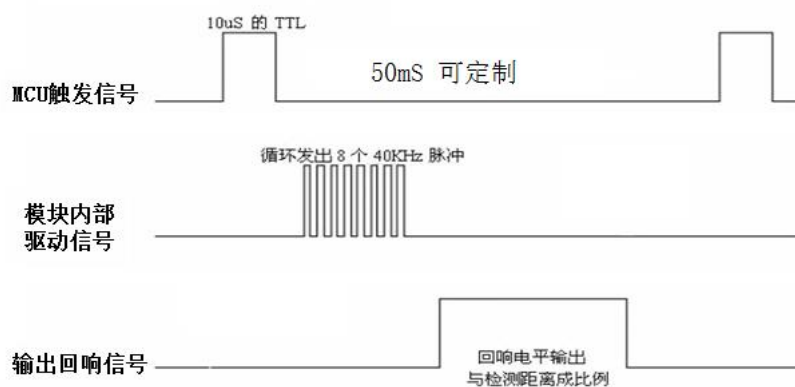 10uS 的 TTL
MCU触发信号
50mS 可定制
循环发出 8 个 40KHz 脉冲
模块内部
驱动信号
输出回响信号
回响电平输出
与检测距离成比例